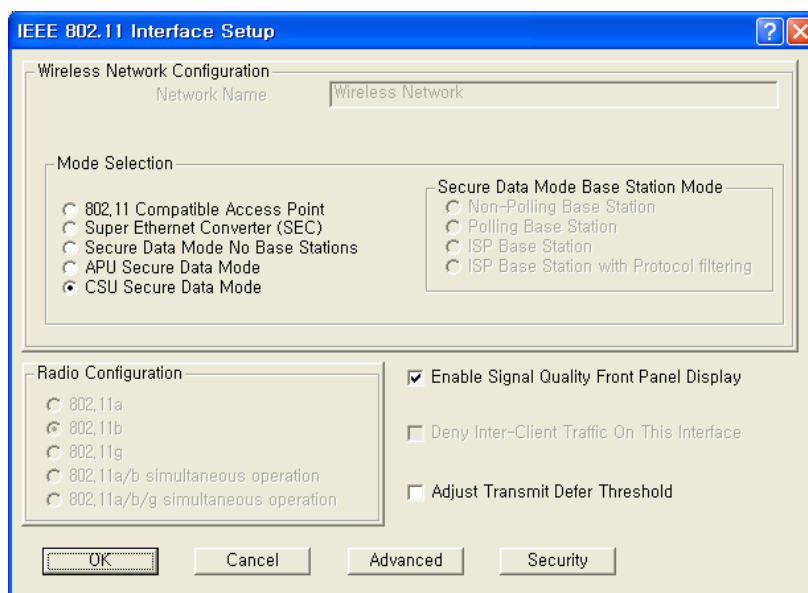 IEEE 802.11 Interface Setup
Wireless Network Configuration
Network Name
Wireless Network
Mode Selection
802.11 Compatible Access Point
Super Ethernet Converter (SEC)
Secure Data Mode No Base Stations
APU Secure Data Mode
CSU Secure Data Mode
Secure Data Mode Base Station Mode
Non-Polling Base Station
Polling Base Station
ISP Base Station
ISP Base Station with Protocol filtering
Radio Configuration
802.11a
802.11b
802.11g
802.11a/b simultaneous operation
802.11a/b/g simultaneous operation
Enable Signal Quality Front Panel Display
Deny Inter-Client Traffic On This Interface
Adjust Transmit Defer Threshold
OK
Cancel
Advanced
Security